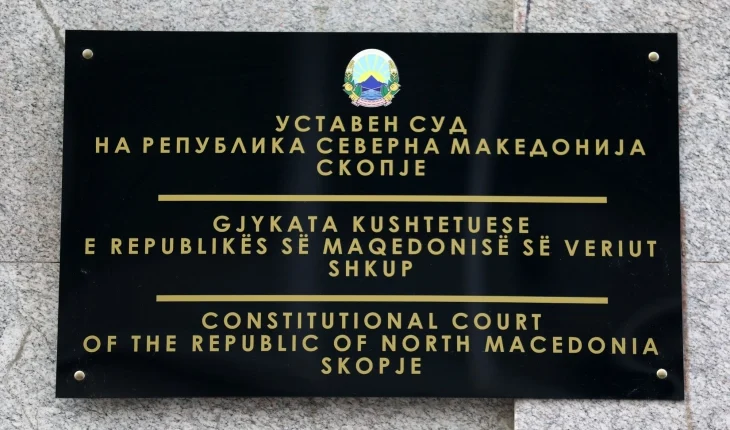 УСТАВЕН СУД
НА РЕПУБЛИКА СЕВЕРНА МАКЕДОНИЈА
СКОПЈЕ
GJYKATA KUSHTETUESE
E REPUBLIKËS SË MAQEDONISË SË VERIUT
SHKUP
CONSTITUTIONAL COURT
OF THE REPUBLIC OF NORTH MACEDONIA
SKOPJE